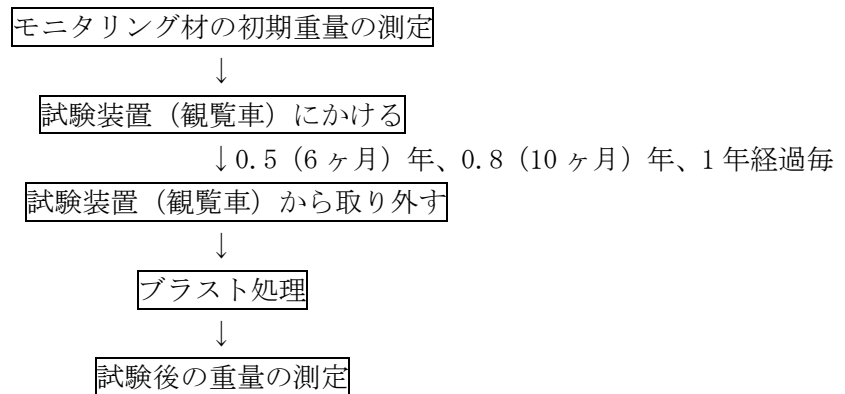 モニタリング材の初期重量の測定
↓
試験装置（観覧車）にかける
↓0.5（6 ヶ月）年、0.8（10 ヶ月）年、1 年経過毎
試験装置（観覧車）から取り外す
↓
ブラスト処理
↓
試験後の重量の測定